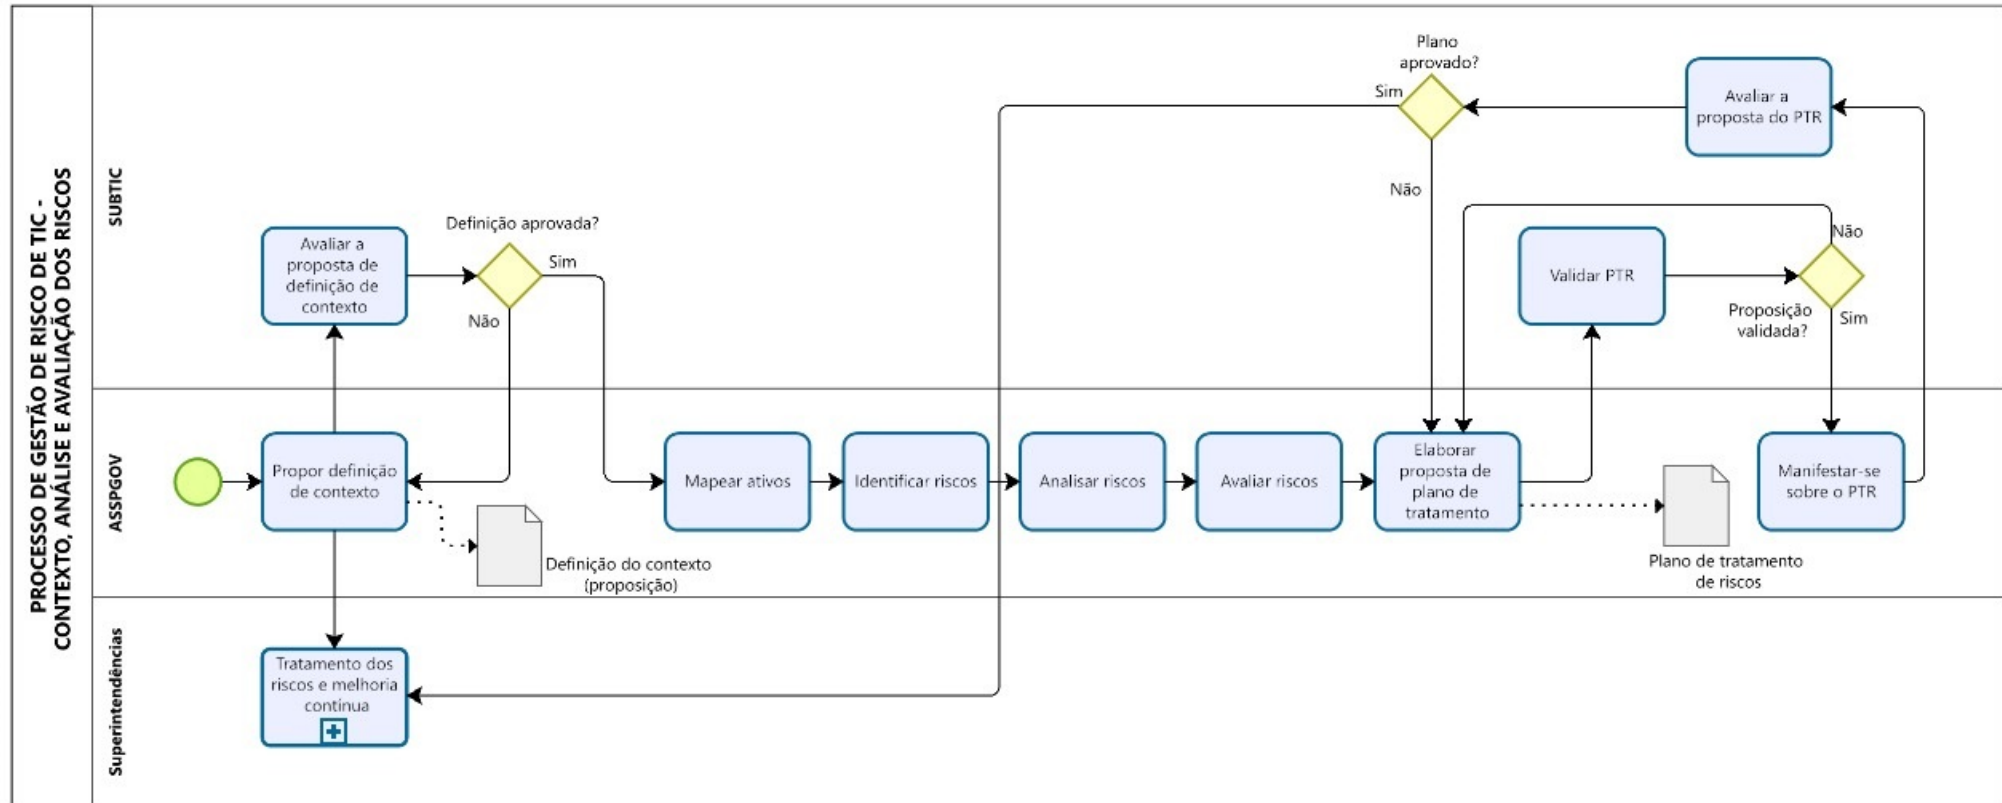 PROCESSO DE GESTÃO DE RISCO DE TIC -
CONTEXTO, ANÁLISE E AVALIAÇÃO DOS RISCOS
SUBTIC
Plano
aprovado?
Sim
Não
Avaliar a
proposta do PTR
Definição aprovada?
Avaliar a
proposta de
definição de
contexto
Sim
Não
Validar PTR
Não
Proposição
validada?
Sim
ASSPGOV
Propor definição
de contexto
Definição do contexto
(proposição)
Mapear ativos
Identificar riscos
Analisar riscos
Avaliar riscos
Elaborar
proposta de
plano de
tratamento
Plano de tratamento
de riscos
Manifestar-se
sobre o PTR
Superintendências
Tratamento dos
riscos e melhoria
contínua